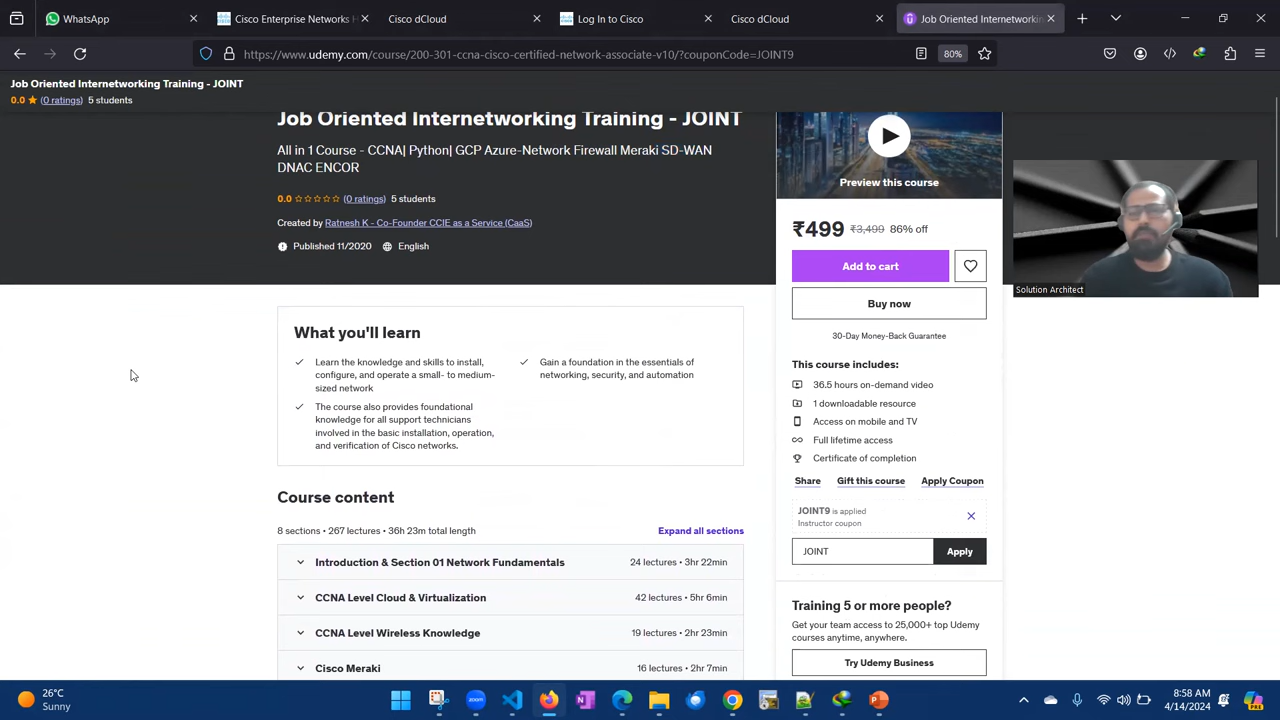 WhatsApp
Cisco Enterprise Networks H
Cisco dCloud
Log In to Cisco
Cisco dCloud
Job Oriented Internetworking
https://www.udemy.com/course/200-301-ccna-cisco-certified-network-associate-v10/?couponCode=JOINT9
80%
Job Oriented Internetworking Training - JOINT
0.0 ★ (0 ratings) 5 students
Job Oriented Internetworking Training - JOINT
All in 1 Course - CCNA| Python| GCP Azure-Network Firewall Meraki SD-WAN
DNAC ENCOR
0.0 ☆☆☆☆☆ (0 ratings) 5 students
Created by Ratnesh K - Co-Founder CCIE as a Service (CaaS)
Published 11/2020 English
Preview this course
₹499 ₹3,499 86% off
Add to cart
Buy now
30-Day Money-Back Guarantee
This course includes:
36.5 hours on-demand video
1 downloadable resource
Access on mobile and TV
Full lifetime access
Certificate of completion
Share Gift this course Apply Coupon
JOINT9 is applied
Instructor coupon
JOINT Apply
Training 5 or more people?
Get your team access to 25,000+ top Udemy
courses anytime, anywhere.
Try Udemy Business
Solution Architect
What you'll learn
Learn the knowledge and skills to install,
configure, and operate a small- to medium-
sized network
Gain a foundation in the essentials of
networking, security, and automation
The course also provides foundational
knowledge for all support technicians
involved in the basic installation, operation,
and verification of Cisco networks.
Course content
8 sections • 267 lectures • 36h 23m total length Expand all sections
Introduction & Section 01 Network Fundamentals 24 lectures • 3hr 22min
CCNA Level Cloud & Virtualization 42 lectures • 5hr 6min
CCNA Level Wireless Knowledge 19 lectures • 2hr 23min
Cisco Meraki 16 lectures • 2hr 7min
26°C
Sunny
8:58 AM
4/14/2024